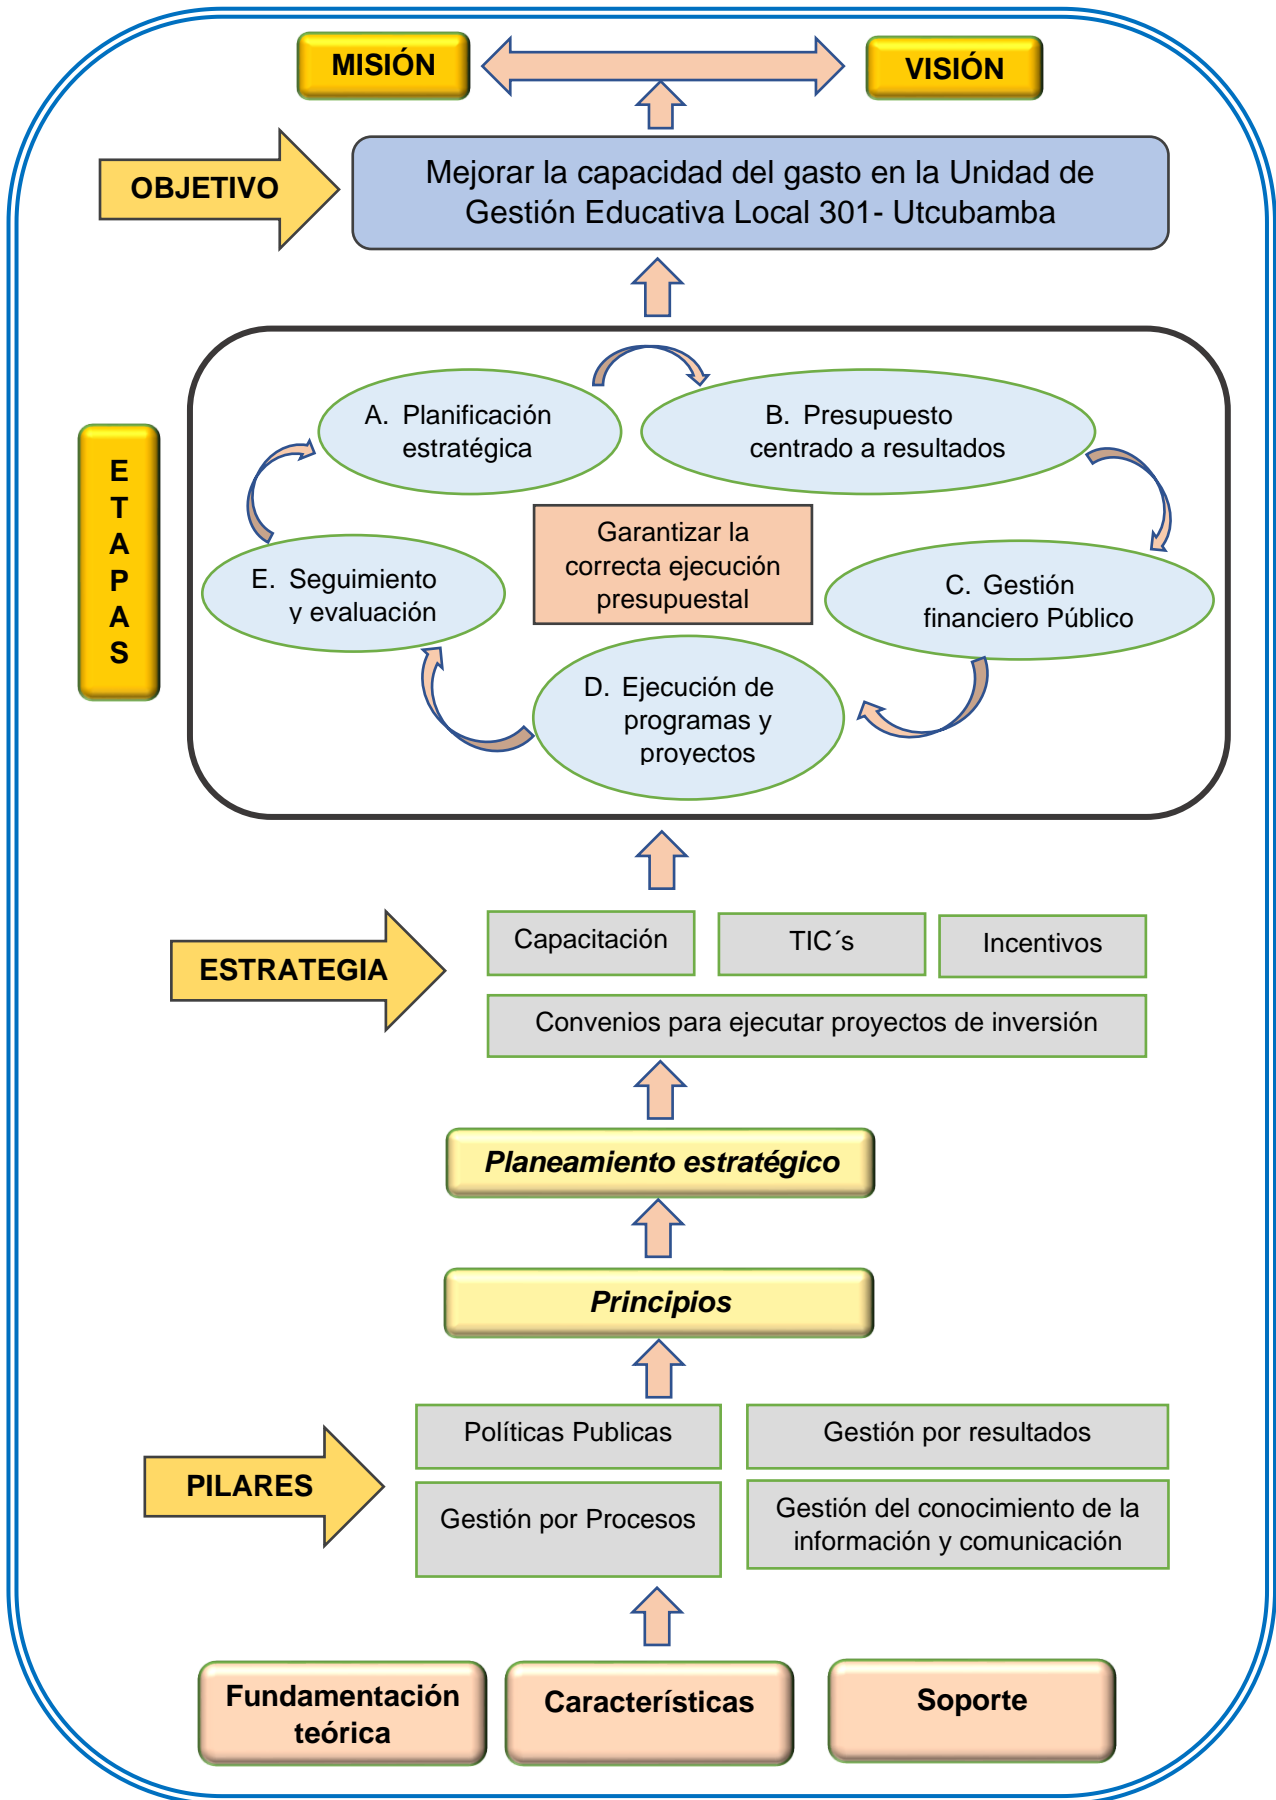 MISIÓN
VISIÓN
OBJETIVO
Mejorar la capacidad del gasto en la Unidad de
Gestión Educativa Local 301- Utcubamba
ETAPAS
A. Planificación
estratégica
B. Presupuesto
centrado a resultados
Garantizar la
correcta ejecución
presupuestal
E. Seguimiento
y evaluación
C. Gestión
financiero Público
D. Ejecución de
programas y
proyectos
ESTRATEGIA
Capacitación
TIC´s
Incentivos
Convenios para ejecutar proyectos de inversión
Planeamiento estratégico
Principios
PILARES
Políticas Publicas
Gestión por resultados
Gestión por Procesos
Gestión del conocimiento de la
información y comunicación
Fundamentación
teórica
Características
Soporte